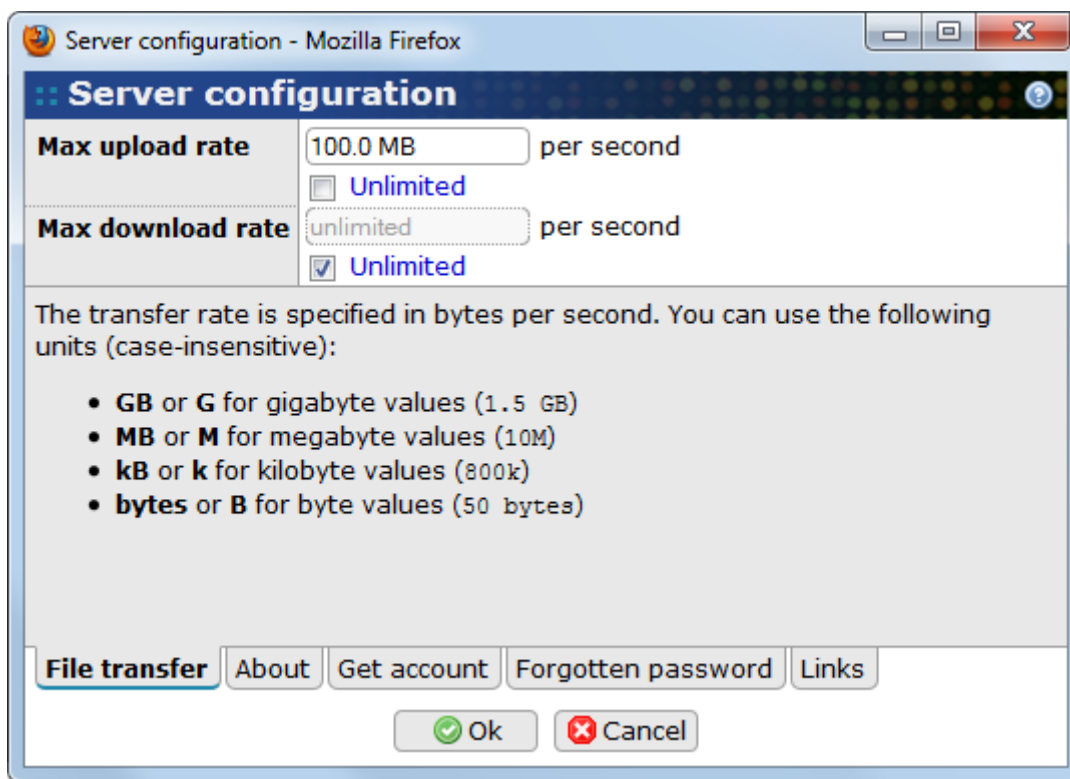 Server configuration - Mozilla Firefox
:: Server configuration
Max upload rate 100.0 MB per second
Unlimited
Max download rate unlimited per second
Unlimited
The transfer rate is specified in bytes per second. You can use the following
units (case-insensitive):
• GB or G for gigabyte values (1.5 GB)
• MB or M for megabyte values (10M)
• kB or k for kilobyte values (800k)
• bytes or B for byte values (50 bytes)
File transfer About Get account Forgotten password Links
Ok Cancel